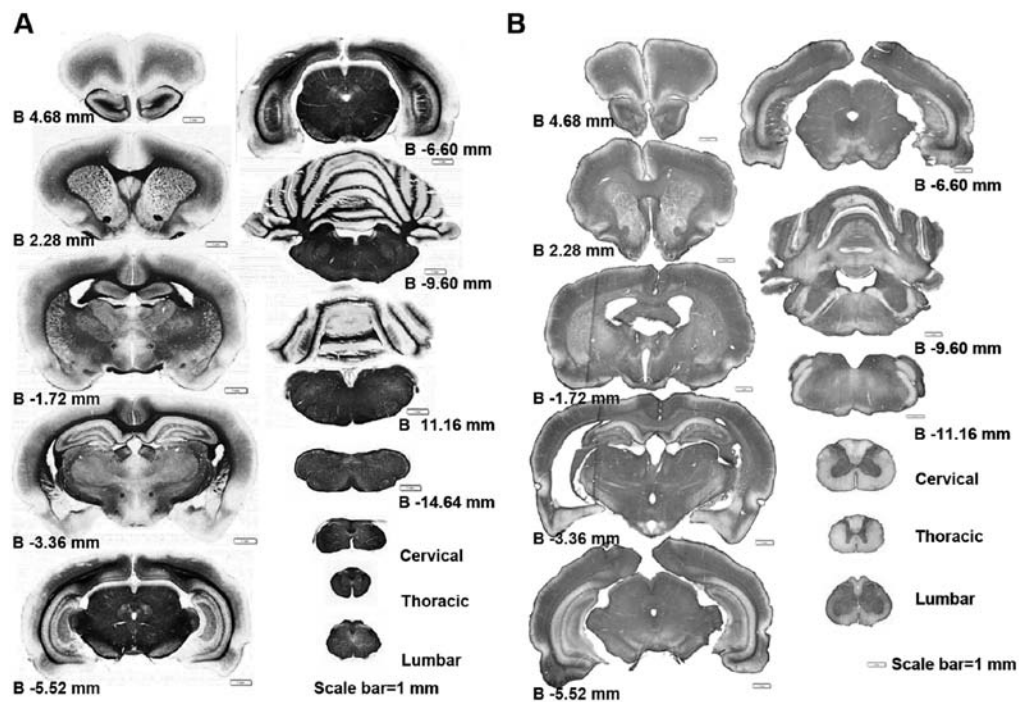 A
B 4.68 mm
B 2.28 mm
B -1.72 mm
B -3.36 mm
B -5.52 mm
B -6.60 mm
B -9.60 mm
B 11.16 mm
B -14.64 mm
Cervical
Thoracic
Lumbar
Scale bar=1 mm
B
B 4.68 mm
B 2.28 mm
B -1.72 mm
B -3.36 mm
B -5.52 mm
B -6.60 mm
B -9.60 mm
B -11.16 mm
Cervical
Thoracic
Lumbar
Scale bar=1 mm